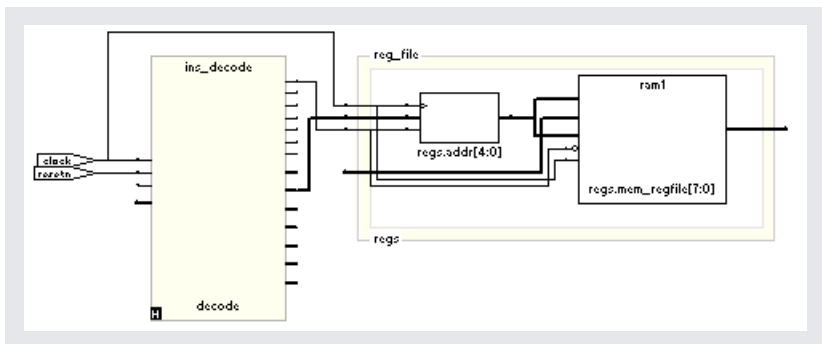 ins_decode
reg_file
ram1
clock
resetn
regs.addr[4:0]
regs.mem_regfile[7:0]
regs
decode
H